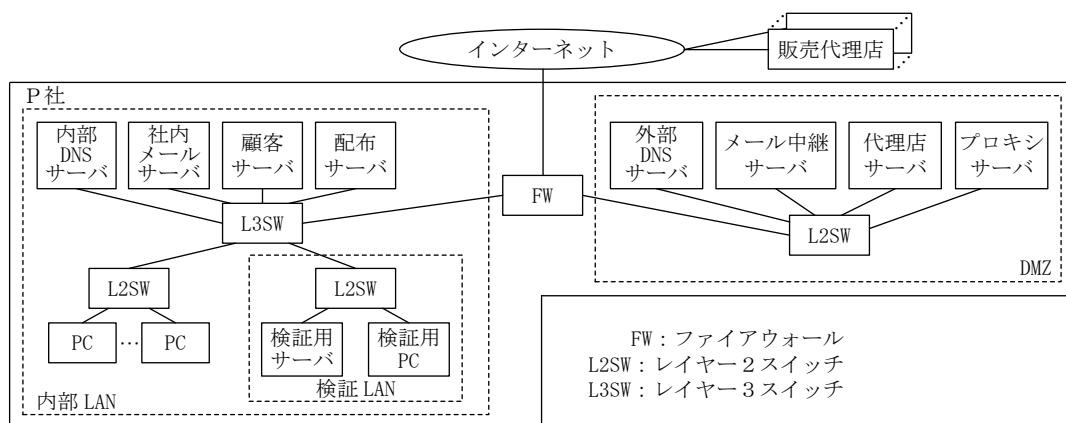 インターネット
販売代理店
P社
内部
DNS
サーバ
社内
メール
サーバ
顧客
サーバ
配布
サーバ
FW
外部
DNS
サーバ
メール中継
サーバ
代理店
サーバ
プロキシ
サーバ
L3SW
L2SW
DMZ
L2SW
L2SW
PC
…
PC
検証用
サーバ
検証用
PC
検証 LAN
内部 LAN
FW：ファイアウォール
L2SW：レイヤー２スイッチ
L3SW：レイヤー３スイッチ